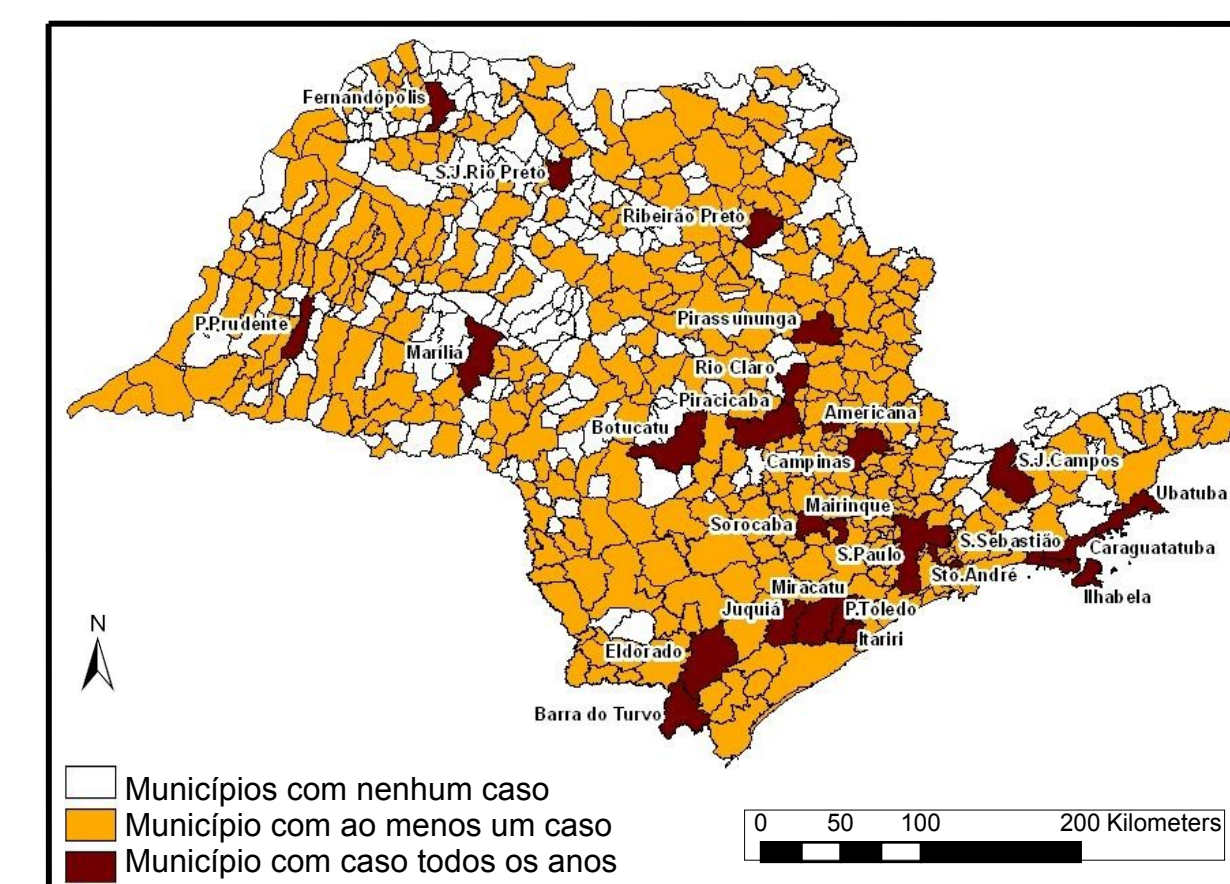 Fernandópolis
S.J.Rio Preto
Ribeirão Preto
P.Prudente
Pirassununga
Marília
Rio Claro
Piracicaba
Americana
Botucatu
Campinas
S.J.Campos
Ubatuba
Mairinque
Sorocaba
S.Sebastião
S.Paulo
Caraguatatuba
Sto.André
Miracatu
Ilhabela
Juquiá
P.Toledo
N
Itariri
Eldorado
Barra do Turvo
Municípios com nenhum caso
Município com ao menos um caso
Município com caso todos os anos
0 50 100 200 Kilometers